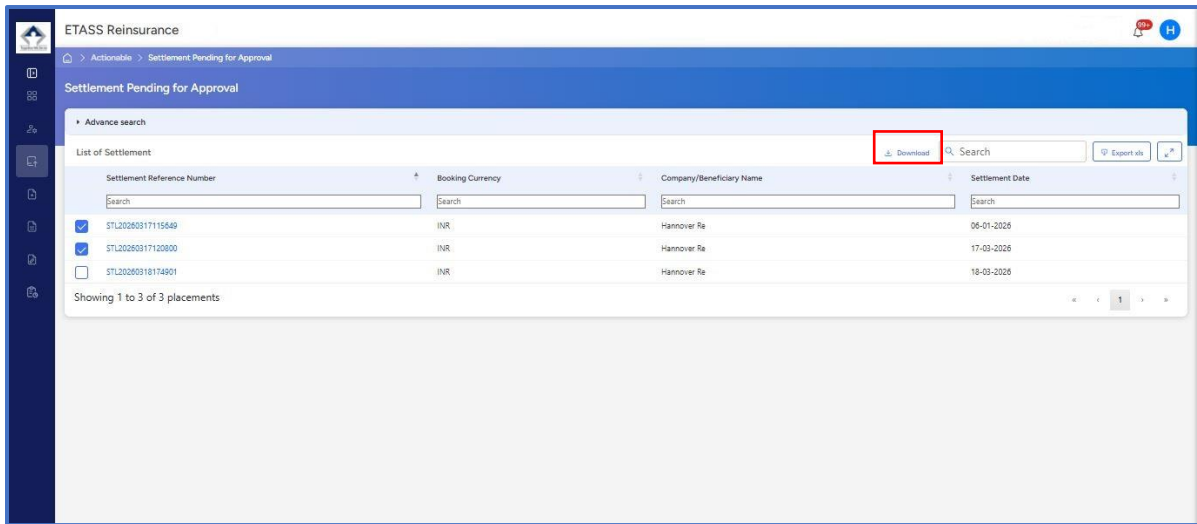 ETASS Reinsurance
99+
H
> Actionable > Settlement Pending for Approval
Settlement Pending for Approval
Advance search
List of Settlement
Download
Search
Export xls
Settlement Reference Number
Booking Currency
Company/Beneficiary Name
Settlement Date
Search
Search
Search
Search
STL20260317115649 INR Hannover Re 06-01-2026
STL20260317120800 INR Hannover Re 17-03-2026
STL20260318174901 INR Hannover Re 18-03-2026
Showing 1 to 3 of 3 placements
« ‹ 1 › »